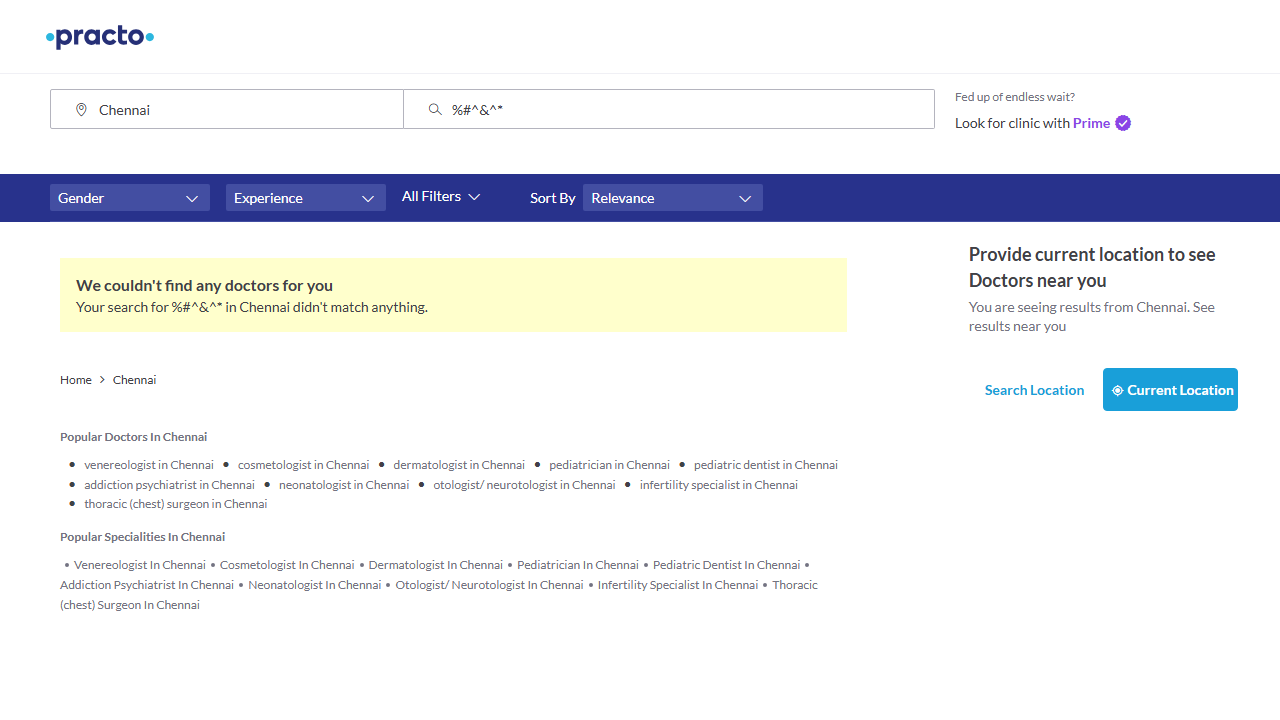 practo
Chennai
%#^&^*
Fed up of endless wait?
Look for clinic with Prime
Gender
Experience
All Filters
Sort By
Relevance
We couldn't find any doctors for you
Your search for %#^&^* in Chennai didn't match anything.
Provide current location to see
Doctors near you
You are seeing results from Chennai. See
results near you
Search Location
Current Location
Home > Chennai
Popular Doctors In Chennai
• venereologist in Chennai • cosmetologist in Chennai • dermatologist in Chennai • pediatrician in Chennai • pediatric dentist in Chennai
• addiction psychiatrist in Chennai • neonatologist in Chennai • otologist/ neurotologist in Chennai • infertility specialist in Chennai
• thoracic (chest) surgeon in Chennai
Popular Specialities In Chennai
• Venereologist In Chennai • Cosmetologist In Chennai • Dermatologist In Chennai • Pediatrician In Chennai • Pediatric Dentist In Chennai •
Addiction Psychiatrist In Chennai • Neonatologist In Chennai • Otologist/ Neurotologist In Chennai • Infertility Specialist In Chennai • Thoracic
(chest) Surgeon In Chennai